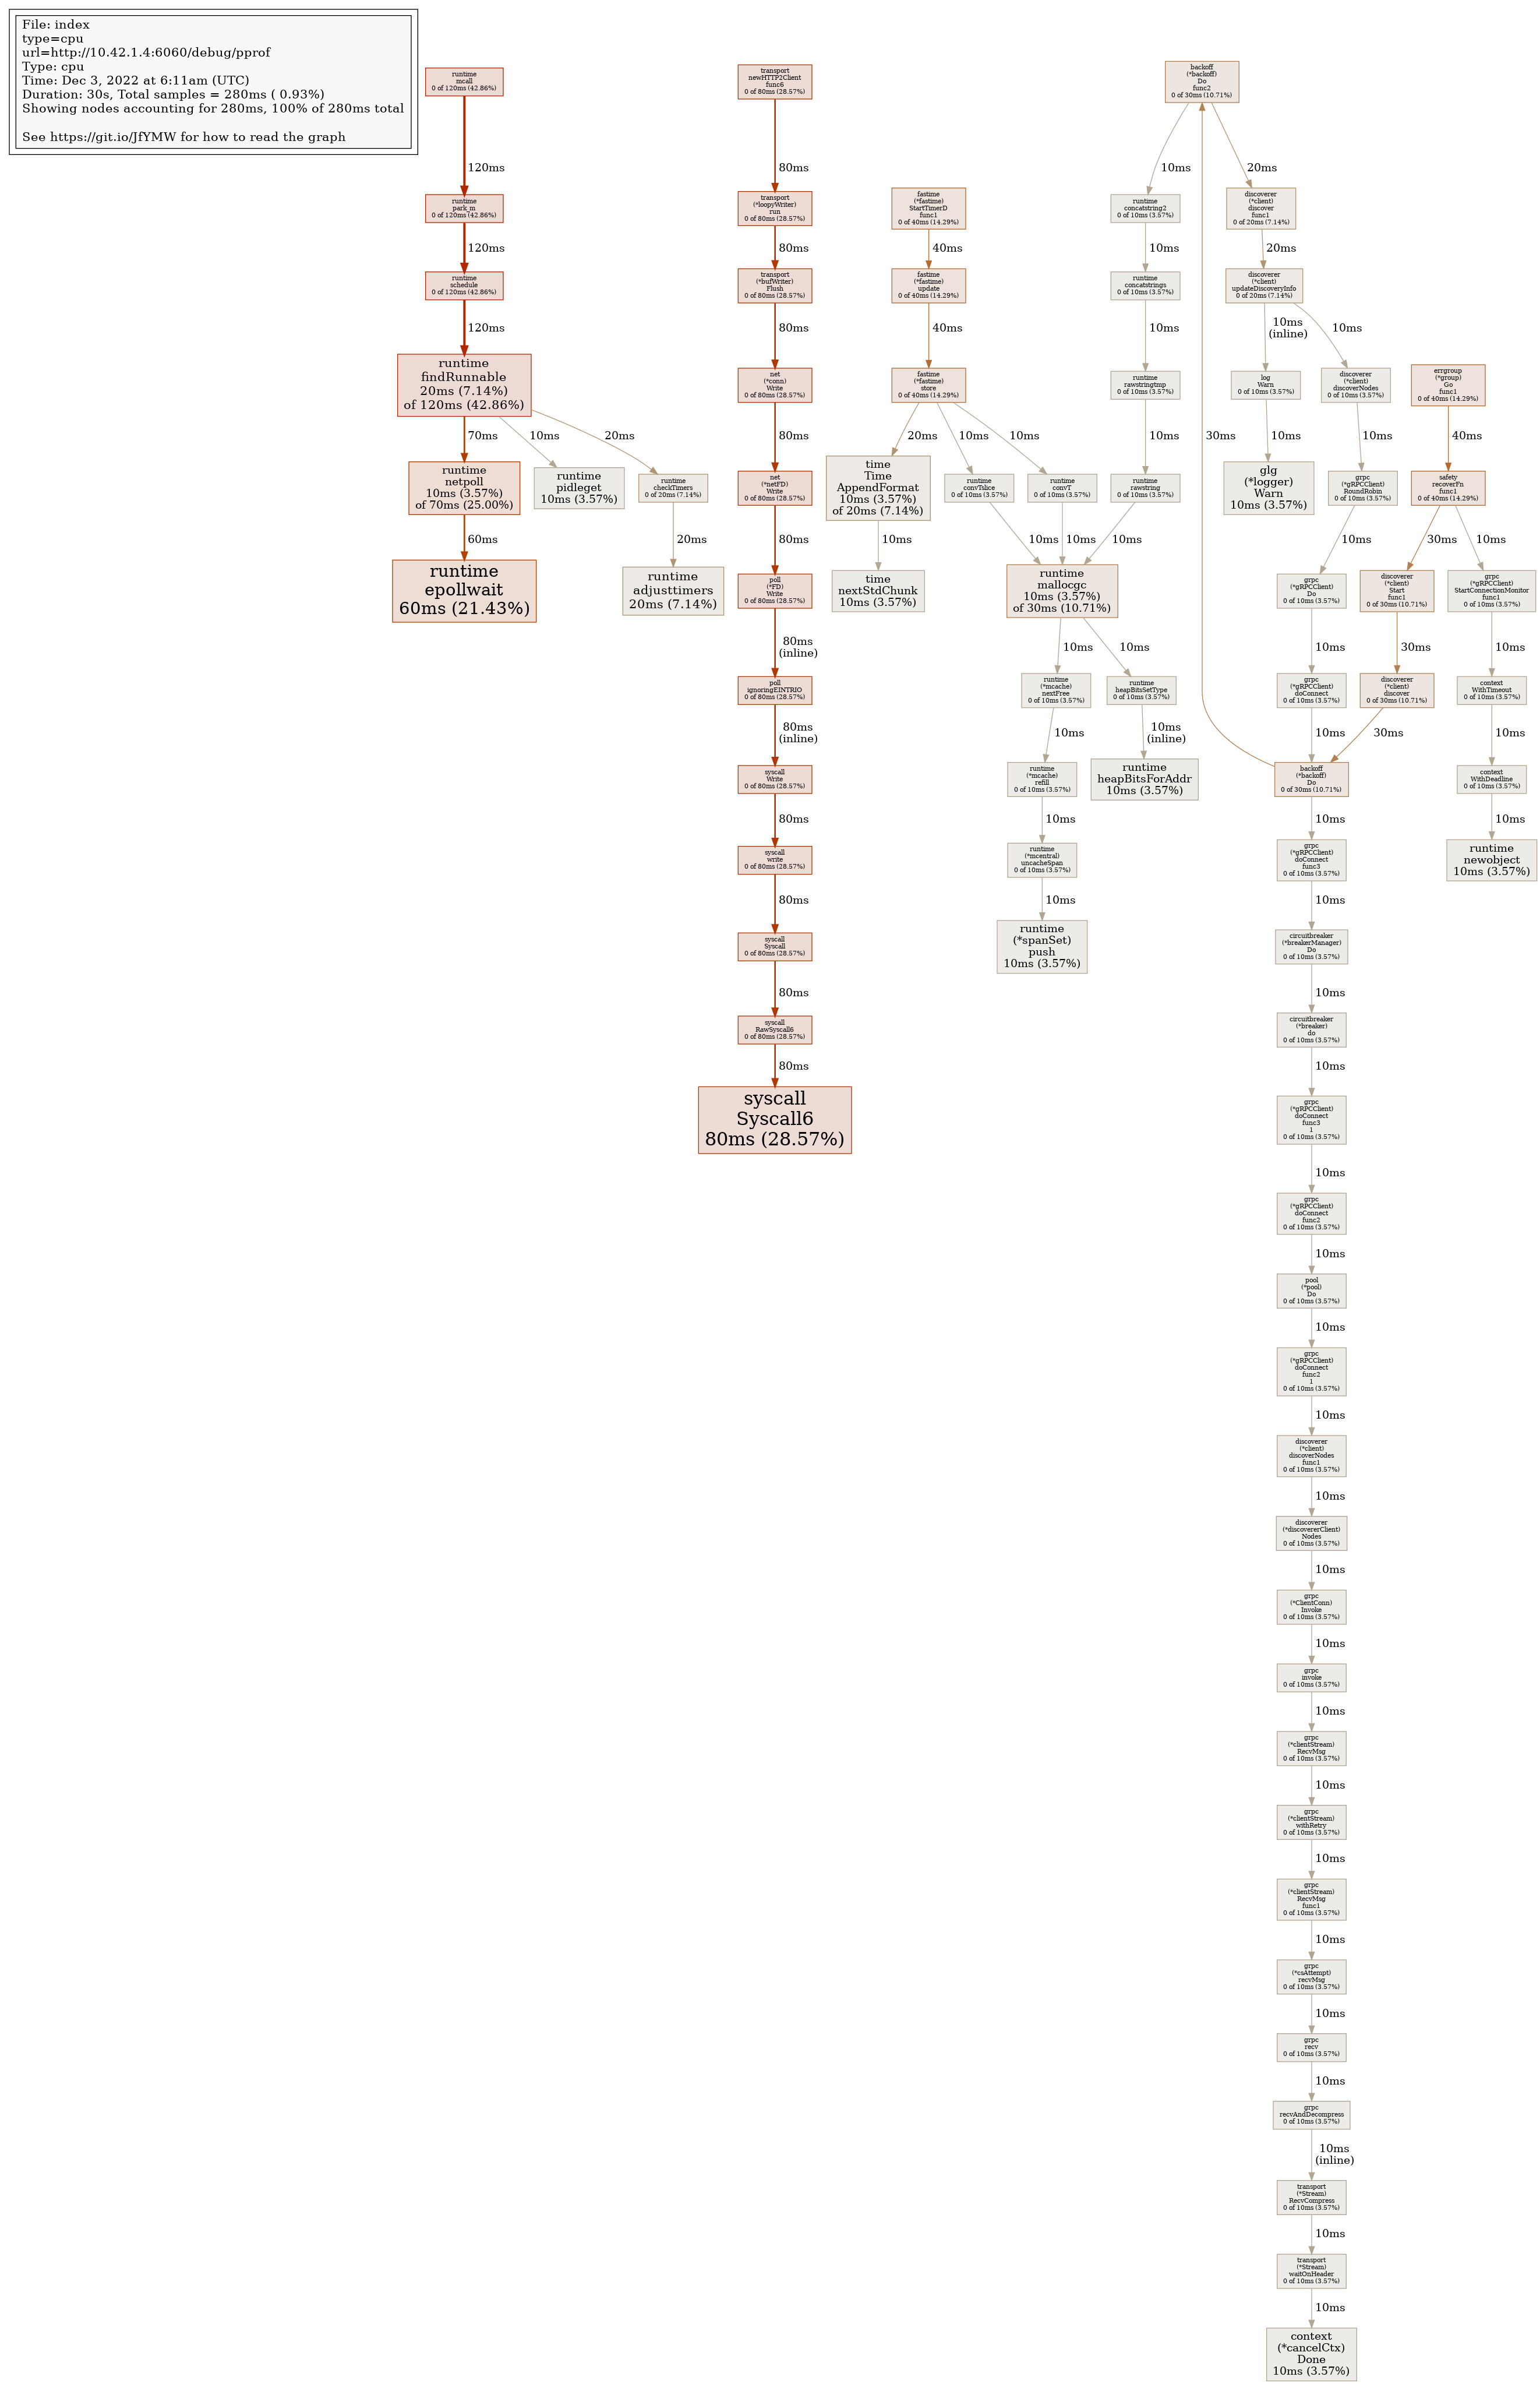 File: index
type=cpu
url=http://10.42.1.4:6060/debug/pprof
Type: cpu
Time: Dec 3, 2022 at 6:11am (UTC)
Duration: 30s, Total samples = 280ms ( 0.93%)
Showing nodes accounting for 280ms, 100% of 280ms total
See https://git.io/JfYMW for how to read the graph
runtime
mcall
0 of 120ms (42.86%)
120ms
runtime
park_m
0 of 120ms (42.86%)
120ms
runtime
schedule
0 of 120ms (42.86%)
120ms
runtime
findRunnable
20ms (7.14%)
of 120ms (42.86%)
70ms
10ms
20ms
runtime
netpoll
10ms (3.57%)
of 70ms (25.00%)
runtime
pidleget
10ms (3.57%)
runtime
checkTimers
0 of 20ms (7.14%)
60ms
20ms
runtime
epollwait
60ms (21.43%)
runtime
adjusttimers
20ms (7.14%)
transport
newHTTP2Client
func6
0 of 80ms (28.57%)
80ms
transport
(*loopyWriter)
run
0 of 80ms (28.57%)
80ms
transport
(*bufWriter)
Flush
0 of 80ms (28.57%)
80ms
net
(*conn)
Write
0 of 80ms (28.57%)
80ms
net
(*netFD)
Write
0 of 80ms (28.57%)
80ms
poll
(*FD)
Write
0 of 80ms (28.57%)
80ms
(inline)
poll
ignoringEINTRIO
0 of 80ms (28.57%)
80ms
(inline)
syscall
Write
0 of 80ms (28.57%)
80ms
syscall
write
0 of 80ms (28.57%)
80ms
syscall
Syscall
0 of 80ms (28.57%)
80ms
syscall
RawSyscall6
0 of 80ms (28.57%)
80ms
syscall
Syscall6
80ms (28.57%)
fastime
(*fastime)
StartTimerD
func1
0 of 40ms (14.29%)
40ms
fastime
(*fastime)
update
0 of 40ms (14.29%)
40ms
fastime
(*fastime)
store
0 of 40ms (14.29%)
20ms
10ms
10ms
time
Time
AppendFormat
10ms (3.57%)
of 20ms (7.14%)
runtime
convTslice
0 of 10ms (3.57%)
runtime
convT
0 of 10ms (3.57%)
10ms
time
nextStdChunk
10ms (3.57%)
backoff
(*backoff)
Do
func2
0 of 30ms (10.71%)
10ms
20ms
runtime
concatstring2
0 of 10ms (3.57%)
10ms
runtime
concatstrings
0 of 10ms (3.57%)
10ms
runtime
rawstringtmp
0 of 10ms (3.57%)
10ms
runtime
rawstring
0 of 10ms (3.57%)
10ms
10ms
10ms
runtime
mallocgc
10ms (3.57%)
of 30ms (10.71%)
10ms
10ms
runtime
(*mcache)
nextFree
0 of 10ms (3.57%)
runtime
heapBitsSetType
0 of 10ms (3.57%)
10ms
10ms
(inline)
runtime
(*mcache)
refill
0 of 10ms (3.57%)
runtime
heapBitsForAddr
10ms (3.57%)
10ms
runtime
(*mcentral)
uncacheSpan
0 of 10ms (3.57%)
10ms
runtime
(*spanSet)
push
10ms (3.57%)
discoverer
(*client)
discover
func1
0 of 20ms (7.14%)
20ms
discoverer
(*client)
updateDiscoveryInfo
0 of 20ms (7.14%)
10ms
(inline)
10ms
log
Warn
0 of 10ms (3.57%)
discoverer
(*client)
discoverNodes
0 of 10ms (3.57%)
30ms
10ms
10ms
glg
(*logger)
Warn
10ms (3.57%)
grpc
(*gRPCClient)
RoundRobin
0 of 10ms (3.57%)
10ms
grpc
(*gRPCClient)
Do
0 of 10ms (3.57%)
10ms
grpc
(*gRPCClient)
doConnect
0 of 10ms (3.57%)
10ms
errgroup
(*group)
Go
func1
0 of 40ms (14.29%)
40ms
safety
recoverFn
func1
0 of 40ms (14.29%)
30ms
10ms
discoverer
(*client)
Start
func1
0 of 30ms (10.71%)
grpc
(*gRPCClient)
StartConnectionMonitor
func1
0 of 10ms (3.57%)
30ms
10ms
discoverer
(*client)
discover
0 of 30ms (10.71%)
context
WithTimeout
0 of 10ms (3.57%)
30ms
10ms
context
WithDeadline
0 of 10ms (3.57%)
10ms
runtime
newobject
10ms (3.57%)
backoff
(*backoff)
Do
0 of 30ms (10.71%)
10ms
grpc
(*gRPCClient)
doConnect
func3
0 of 10ms (3.57%)
10ms
circuitbreaker
(*breakerManager)
Do
0 of 10ms (3.57%)
10ms
circuitbreaker
(*breaker)
do
0 of 10ms (3.57%)
10ms
grpc
(*gRPCClient)
doConnect
func3
1
0 of 10ms (3.57%)
10ms
grpc
(*gRPCClient)
doConnect
func2
0 of 10ms (3.57%)
10ms
pool
(*pool)
Do
0 of 10ms (3.57%)
10ms
grpc
(*gRPCClient)
doConnect
func2
1
0 of 10ms (3.57%)
10ms
discoverer
(*client)
discoverNodes
func1
0 of 10ms (3.57%)
10ms
discoverer
(*discovererClient)
Nodes
0 of 10ms (3.57%)
10ms
grpc
(*ClientConn)
Invoke
0 of 10ms (3.57%)
10ms
grpc
invoke
0 of 10ms (3.57%)
10ms
grpc
(*clientStream)
RecvMsg
0 of 10ms (3.57%)
10ms
grpc
(*clientStream)
withRetry
0 of 10ms (3.57%)
10ms
grpc
(*clientStream)
RecvMsg
func1
0 of 10ms (3.57%)
10ms
grpc
(*csAttempt)
recvMsg
0 of 10ms (3.57%)
10ms
grpc
recv
0 of 10ms (3.57%)
10ms
grpc
recvAndDecompress
0 of 10ms (3.57%)
10ms
(inline)
transport
(*Stream)
RecvCompress
0 of 10ms (3.57%)
10ms
transport
(*Stream)
waitOnHeader
0 of 10ms (3.57%)
10ms
context
(*cancelCtx)
Done
10ms (3.57%)